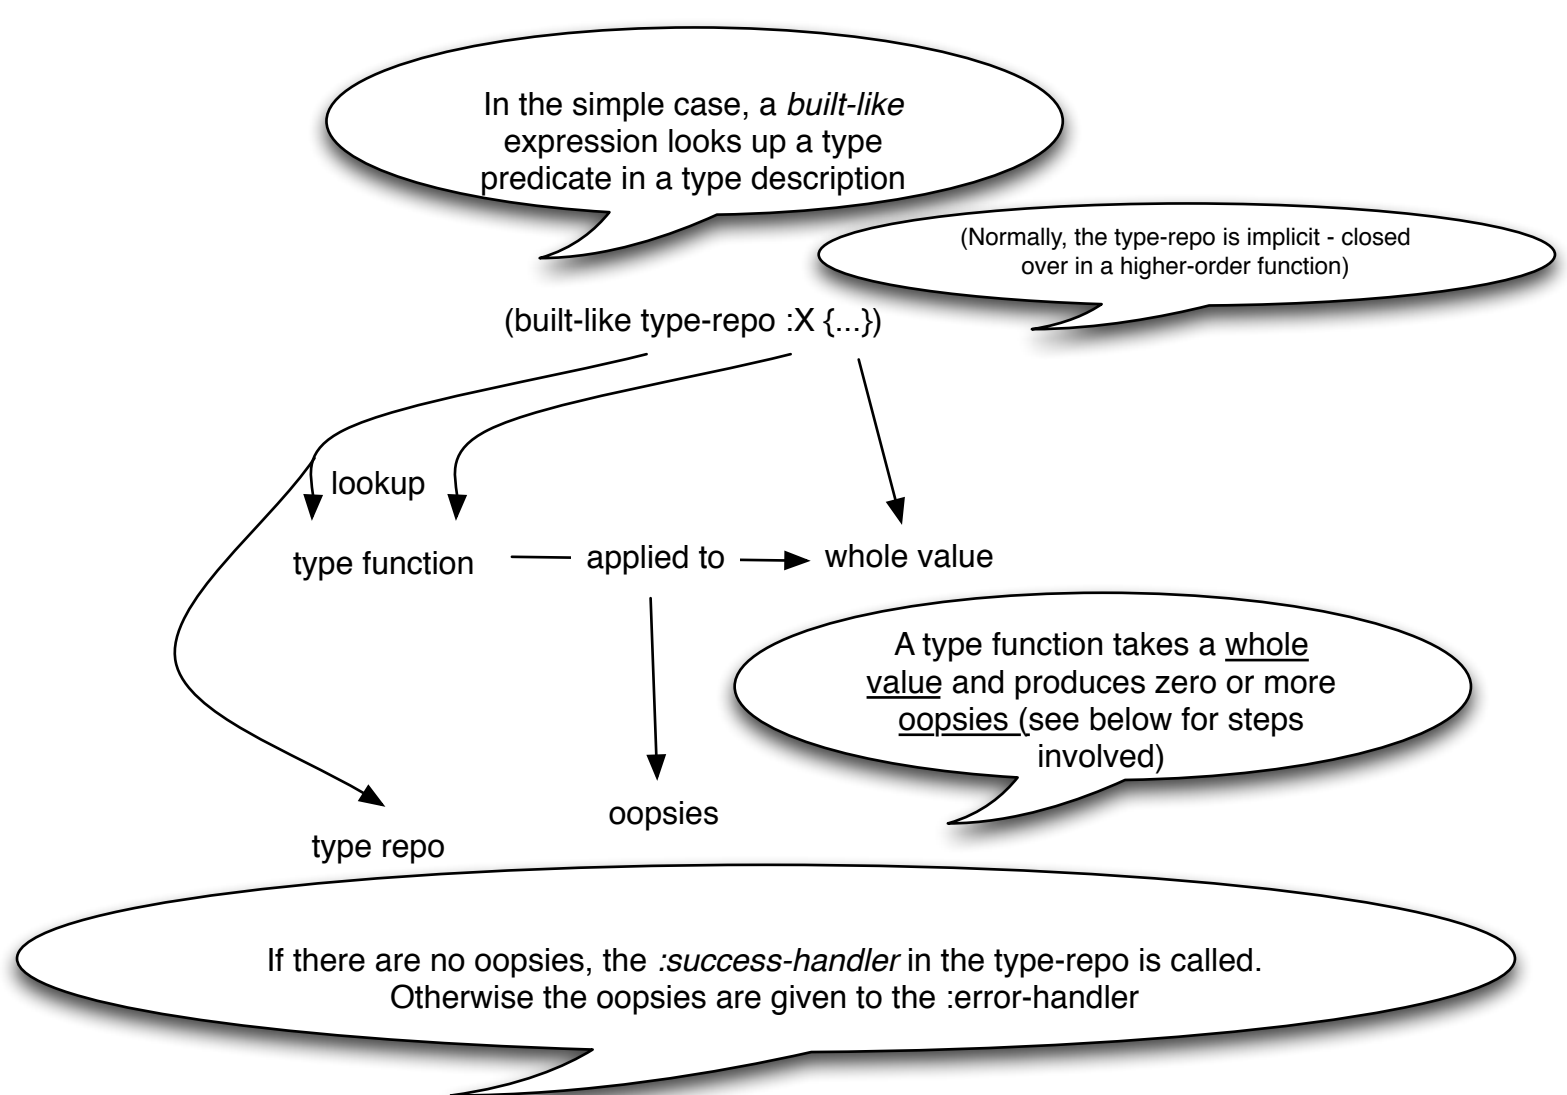 In the simple case, a built-like
expression looks up a type
predicate in a type description
(Normally, the type-repo is implicit - closed
over in a higher-order function)
(built-like type-repo :X {...})
lookup
type function
applied to
whole value
A type function takes a whole
value and produces zero or more
oopsies (see below for steps
involved)
oopsies
type repo
If there are no oopsies, the :success-handler in the type-repo is called.
Otherwise the oopsies are given to the :error-handler